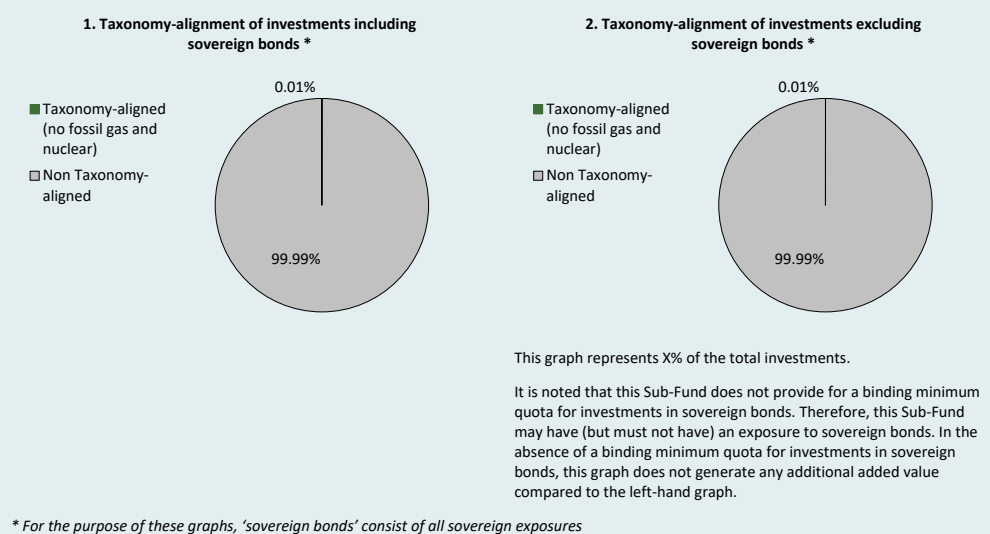 1. Taxonomy-alignment of investments including
sovereign bonds *
0.01%
Taxonomy-aligned
(no fossil gas and
nuclear)
Non Taxonomy-
aligned
99.99%
2. Taxonomy-alignment of investments excluding
sovereign bonds *
0.01%
Taxonomy-aligned
(no fossil gas and
nuclear)
Non Taxonomy-
aligned
99.99%
This graph represents X% of the total investments.
It is noted that this Sub-Fund does not provide for a binding minimum
quota for investments in sovereign bonds. Therefore, this Sub-Fund
may have (but must not have) an exposure to sovereign bonds. In the
absence of a binding minimum quota for investments in sovereign
bonds, this graph does not generate any additional added value
compared to the left-hand graph.
* For the purpose of these graphs, ‘sovereign bonds’ consist of all sovereign exposures